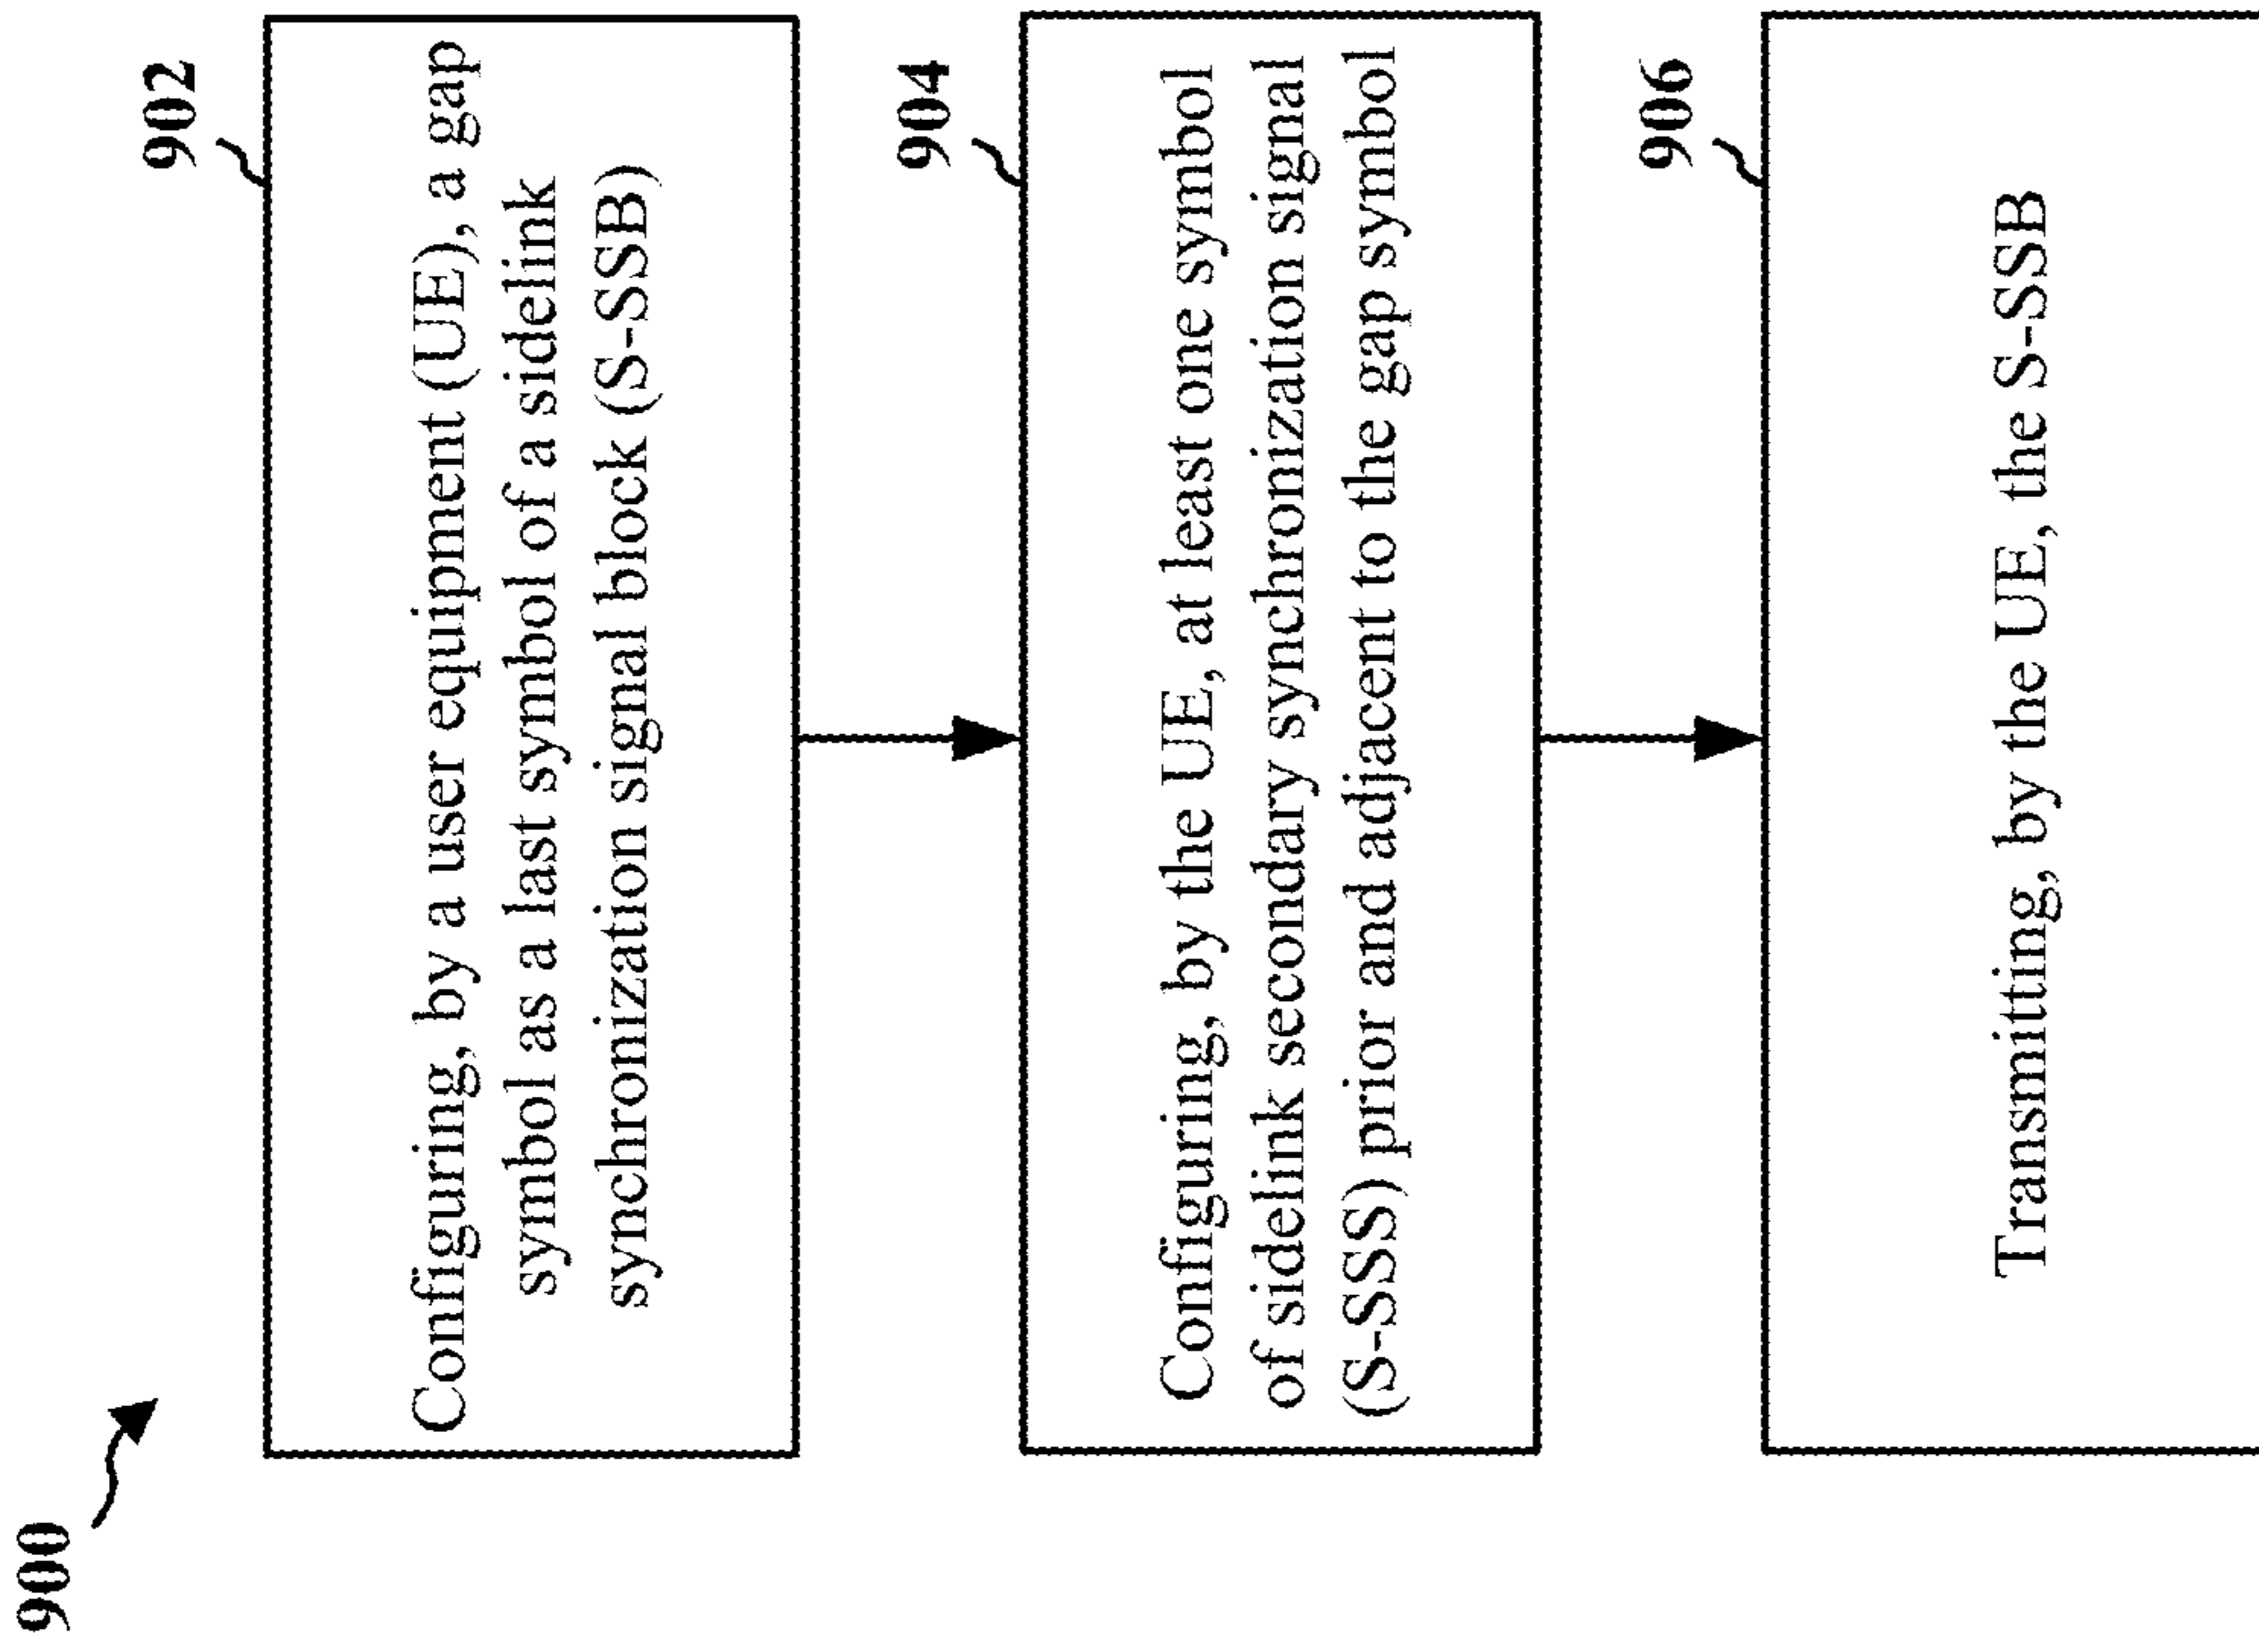 900
902
Configuring, by a user equipment (UE), a gap
symbol as a last symbol of a sidelink
synchronization signal block (S-SSB)
904
Configuring, by the UE, at least one symbol
of sidelink secondary synchronization signal
(S-SSS) prior and adjacent to the gap symbol
906
Transmitting, by the UE, the S-SSB